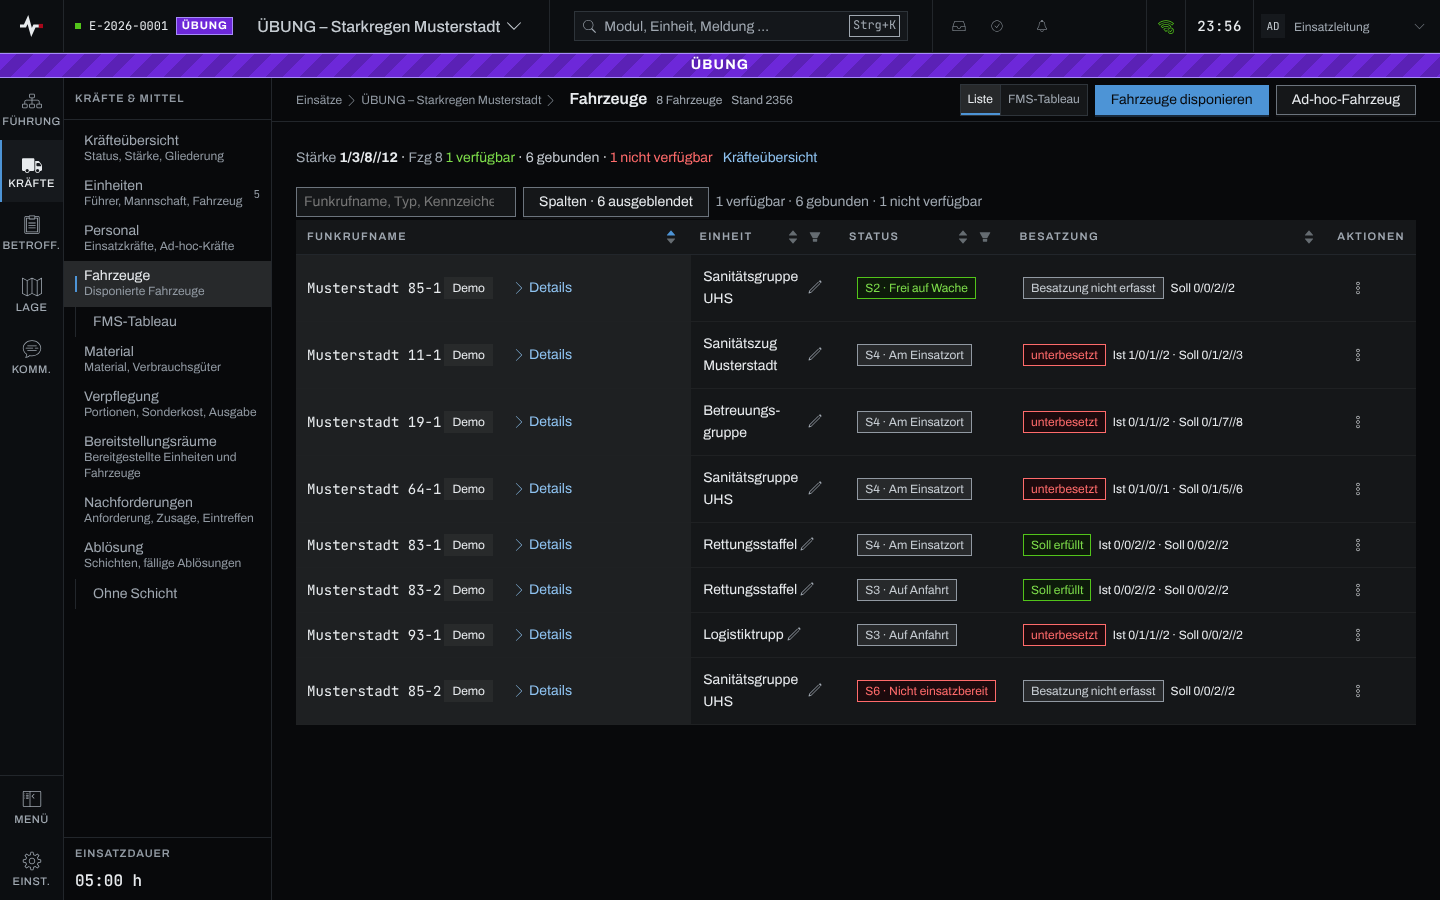 E-2026-0001 ÜBUNG ÜBUNG – Starkregen Musterstadt Modul, Einheit, Meldung ... Strg+K 23:56 AD Einsatzleitung
ÜBUNG
FÜHRUNG
KRÄFTE
BETROFF.
LAGE
KOMM.
MENÜ
EINST.
KRÄFTE & MITTEL
Kräfteübersicht
Status, Stärke, Gliederung
Einheiten
Führer, Mannschaft, Fahrzeug 5
Personal
Einsatzkräfte, Ad-hoc-Kräfte
Fahrzeuge
Disponierte Fahrzeuge
FMS-Tableau
Material
Material, Verbrauchsgüter
Verpflegung
Portionen, Sonderkost, Ausgabe
Bereitstellungsräume
Bereitgestellte Einheiten und
Fahrzeuge
Nachforderungen
Anforderung, Zusage, Eintreffen
Ablösung
Schichten, fällige Ablösungen
Ohne Schicht
EINSATZDAUER
05:00 h
Einsätze ÜBUNG – Starkregen Musterstadt Fahrzeuge 8 Fahrzeuge Stand 2356 Liste FMS-Tableau Fahrzeuge disponieren Ad-hoc-Fahrzeug
Stärke 1/3/8//12 · Fzg 8 1 verfügbar · 6 gebunden · 1 nicht verfügbar Kräfteübersicht
Funkrufname, Typ, Kennzeiche Spalten · 6 ausgeblendet 1 verfügbar · 6 gebunden · 1 nicht verfügbar
FUNKRUFNAME EINHEIT STATUS BESATZUNG AKTIONEN
Musterstadt 85-1 Demo Details Sanitätsgruppe UHS S2 · Frei auf Wache Besatzung nicht erfasst Soll 0/0/2//2
Musterstadt 11-1 Demo Details Sanitätszug Musterstadt S4 · Am Einsatzort unterbesetzt Ist 1/0/1//2 · Soll 0/1/2//3
Musterstadt 19-1 Demo Details Betreuungs- gruppe S4 · Am Einsatzort unterbesetzt Ist 0/1/1//2 · Soll 0/1/7//8
Musterstadt 64-1 Demo Details Sanitätsgruppe UHS S4 · Am Einsatzort unterbesetzt Ist 0/1/0//1 · Soll 0/1/5//6
Musterstadt 83-1 Demo Details Rettungsstaffel S4 · Am Einsatzort Soll erfüllt Ist 0/0/2//2 · Soll 0/0/2//2
Musterstadt 83-2 Demo Details Rettungsstaffel S3 · Auf Anfahrt Soll erfüllt Ist 0/0/2//2 · Soll 0/0/2//2
Musterstadt 93-1 Demo Details Logistiktrupp S3 · Auf Anfahrt unterbesetzt Ist 0/1/1//2 · Soll 0/0/2//2
Musterstadt 85-2 Demo Details Sanitätsgruppe UHS S6 · Nicht einsatzbereit Besatzung nicht erfasst Soll 0/0/2//2